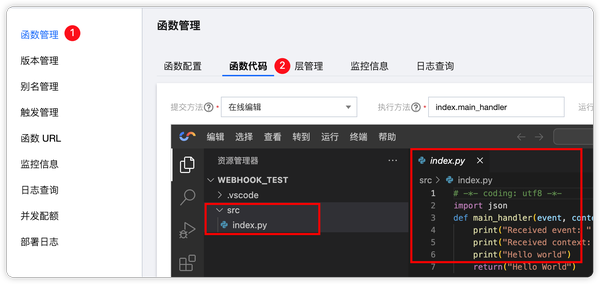 函数管理
1
版本管理
别名管理
触发管理
函数 URL
监控信息
日志查询
并发配额
部署日志
函数管理
函数配置
函数代码
2
层管理
监控信息
日志查询
提交方法 ? *
在线编辑
执行方法 ? *
index.main_handler
运行
编辑 选择 查看 转到 运行 终端 帮助
资源管理器 ...
WEBHOOK_TEST
.vscode
src
index.py
index.py
src > index.py
1 # -*- coding: utf8 -*-
2 import json
3 def main_handler(event, conte
4 print("Received event: "
5 print("Received context:
6 print("Hello world")
7 return("Hello World")